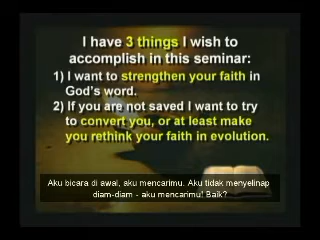 I have 3 things I wish to
accomplish in this seminar:
1) I want to strengthen your faith in
God's word.
2) If you are not saved I want to try
to convert you, or at least make
you rethink your faith in evolution.
Aku bicara di awal, aku mencarimu. Aku tidak menyelinap
diam-diam - aku mencarimu! Baik?